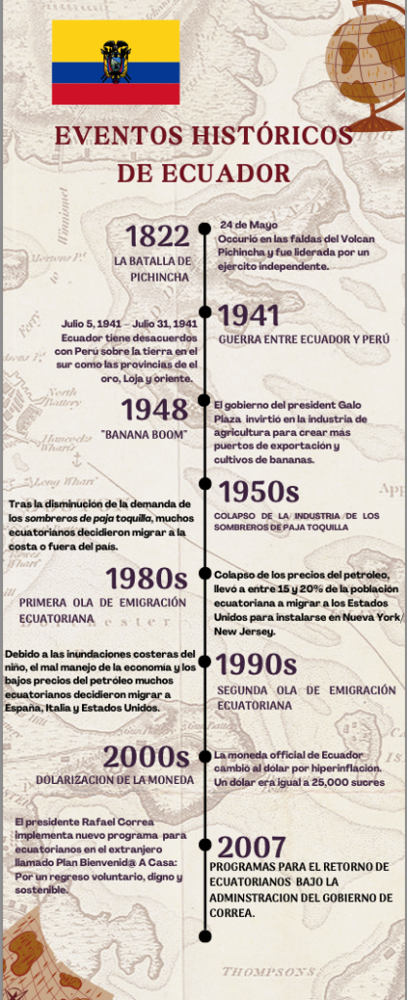 EVENTOS HISTÓRICOS
DE ECUADOR
1822
LA BATALLA DE
PICHINCHA
24 de Mayo
Occurió en las faldas del Volcan
Pichincha y fue liderada por un
ejercito independente.
1941
GUERRA ENTRE ECUADOR Y PERÚ
Julio 5, 1941 – Julio 31, 1941
Ecuador tiene desacuerdos
con Perú sobre la tierra en el
sur como las provincias de el
oro, Loja y oriente.
1948
"BANANA BOOM"
El gobierno del president Galo
Plaza invirtió en la industria de
agricultura para crear más
puertos de exportación y
cultivos de bananas.
1950s
COLAPSO DE LA INDUSTRIA DE LOS
SOMBREROS DE PAJA TOQUILLA
Tras la disminución de la demanda de
los sombreros de paja toquilla, muchos
ecuatorianos decidieron migrar a la
costa o fuera del país.
1980s
PRIMERA OLA DE EMIGRACIÓN
ECUATORIANA
Colapso de los precios del petróleo,
llevó a entre 15 y 20% de la población
ecuatoriana a migrar a los Estados
Unidos para instalarse en Nueva York/
New Jersey.
1990s
SEGUNDA OLA DE EMIGRACIÓN
ECUATORIANA
Debido a las inundaciones costeras del
niño, el mal manejo de la economía y los
bajos precios del petróleo muchos
ecuatorianos decidieron migrar a
España, Italia y Estados Unidos.
2000s
DOLARIZACION DE LA MONEDA
La moneda official de Ecuador
cambió al dólar por hiperinflación.
Un dólar era igual a 25,000 sucres
2007
PROGRAMAS PARA EL RETORNO DE
ECUATORIANOS BAJO LA
ADMINSTRACION DEL GOBIERNO DE
CORREA.
El presidente Rafael Correa
implementa nuevo programa para
ecuatorianos en el extranjero
llamado Plan Bienvenid@ A Casa:
Por un regreso voluntario, digno y
sostenible.
Dorchester
THOMPSONS